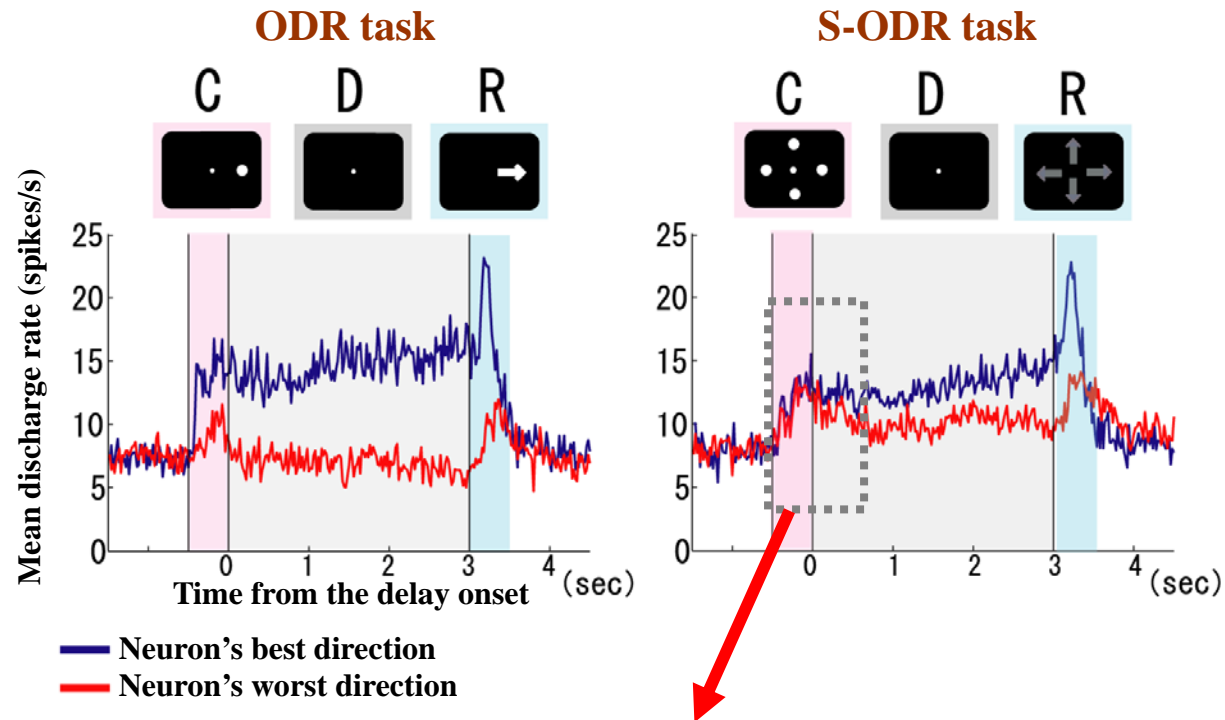 ODR task
S-ODR task
C D R
C D R
Mean discharge rate (spikes/s)
25
20
15
10
5
0
0 1 2 3 4 (sec)
Time from the delay onset
25
20
15
10
5
0
0 1 2 3 4 (sec)
Neuron’s best direction
Neuron’s worst direction